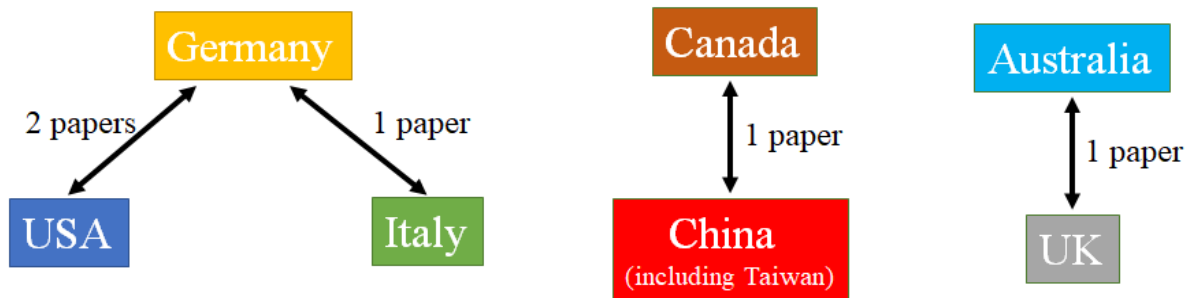 Germany
2 papers
1 paper
USA
Italy
Canada
1 paper
China
(including Taiwan)
Australia
1 paper
UK